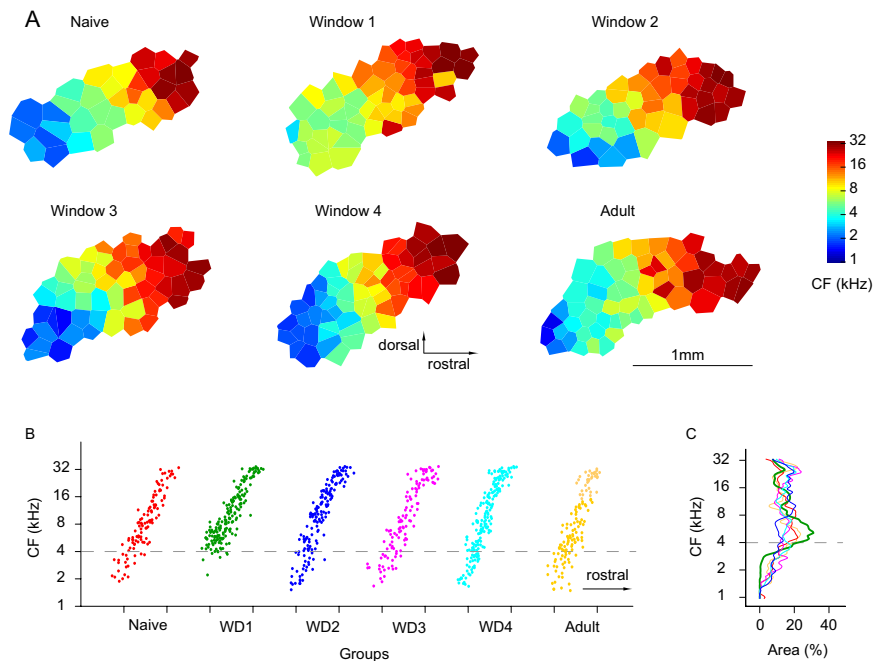 A
Naive
Window 1
Window 2
32
16
8
4
2
1
CF (kHz)
Window 3
Window 4
Adult
dorsal
rostral
1mm
B
C
32
16
8
4
2
1
CF (kHz)
rostral
Naive
WD1
WD2
WD3
WD4
Adult
Groups
32
16
8
4
2
1
CF (kHz)
0
20
40
Area (%)